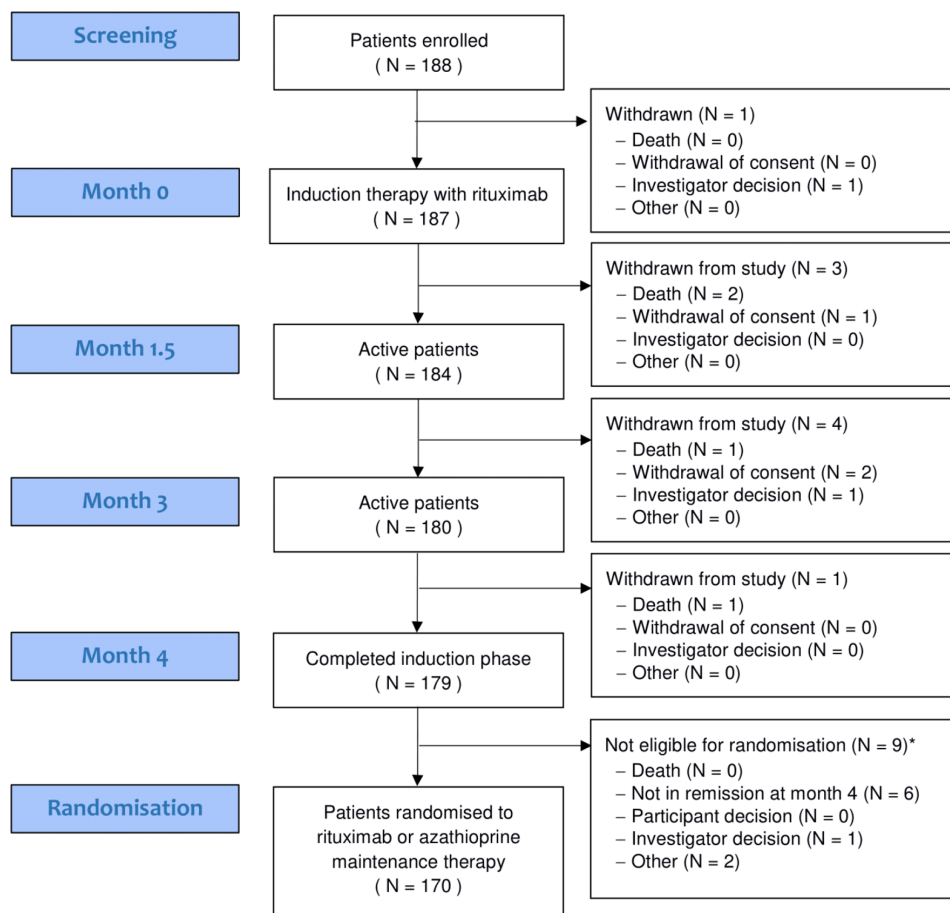 Screening
Patients enrolled
( N = 188 )
Withdrawn (N = 1)
– Death (N = 0)
– Withdrawal of consent (N = 0)
– Investigator decision (N = 1)
– Other (N = 0)
Month 0
Induction therapy with rituximab
( N = 187 )
Withdrawn from study (N = 3)
– Death (N = 2)
– Withdrawal of consent (N = 1)
– Investigator decision (N = 0)
– Other (N = 0)
Month 1.5
Active patients
( N = 184 )
Withdrawn from study (N = 4)
– Death (N = 1)
– Withdrawal of consent (N = 2)
– Investigator decision (N = 1)
– Other (N = 0)
Month 3
Active patients
( N = 180 )
Withdrawn from study (N = 1)
– Death (N = 1)
– Withdrawal of consent (N = 0)
– Investigator decision (N = 0)
– Other (N = 0)
Month 4
Completed induction phase
( N = 179 )
Not eligible for randomisation (N = 9)*
– Death (N = 0)
– Not in remission at month 4 (N = 6)
– Participant decision (N = 0)
– Investigator decision (N = 1)
– Other (N = 2)
Randomisation
Patients randomised to
rituximab or azathioprine
maintenance therapy
( N = 170 )